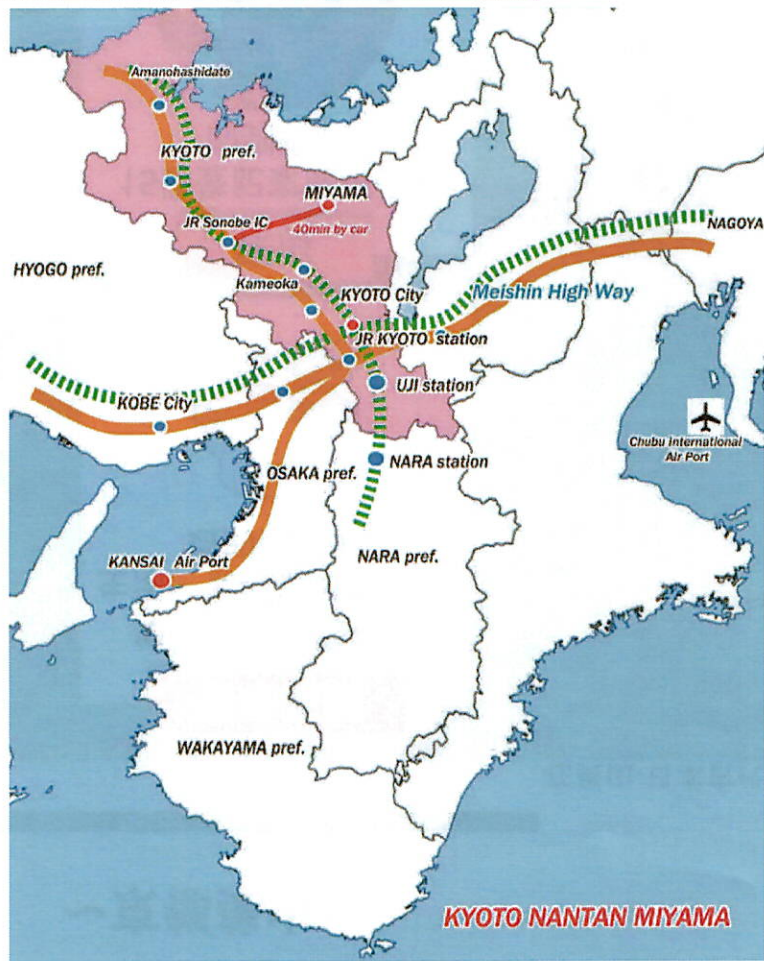 Amanohashidate
KYOTO pref.
MIYAMA
JR Sonobe IC
40min by car
NAGOYA
HYOGO pref.
Kameoka
KYOTO City
Meishin High Way
JR KYOTO station
UJI station
KOBE City
Chubu International
Air Port
OSAKA pref.
NARA station
KANSAI Air Port
NARA pref.
WAKAYAMA pref.
KYOTO NANTAN MIYAMA